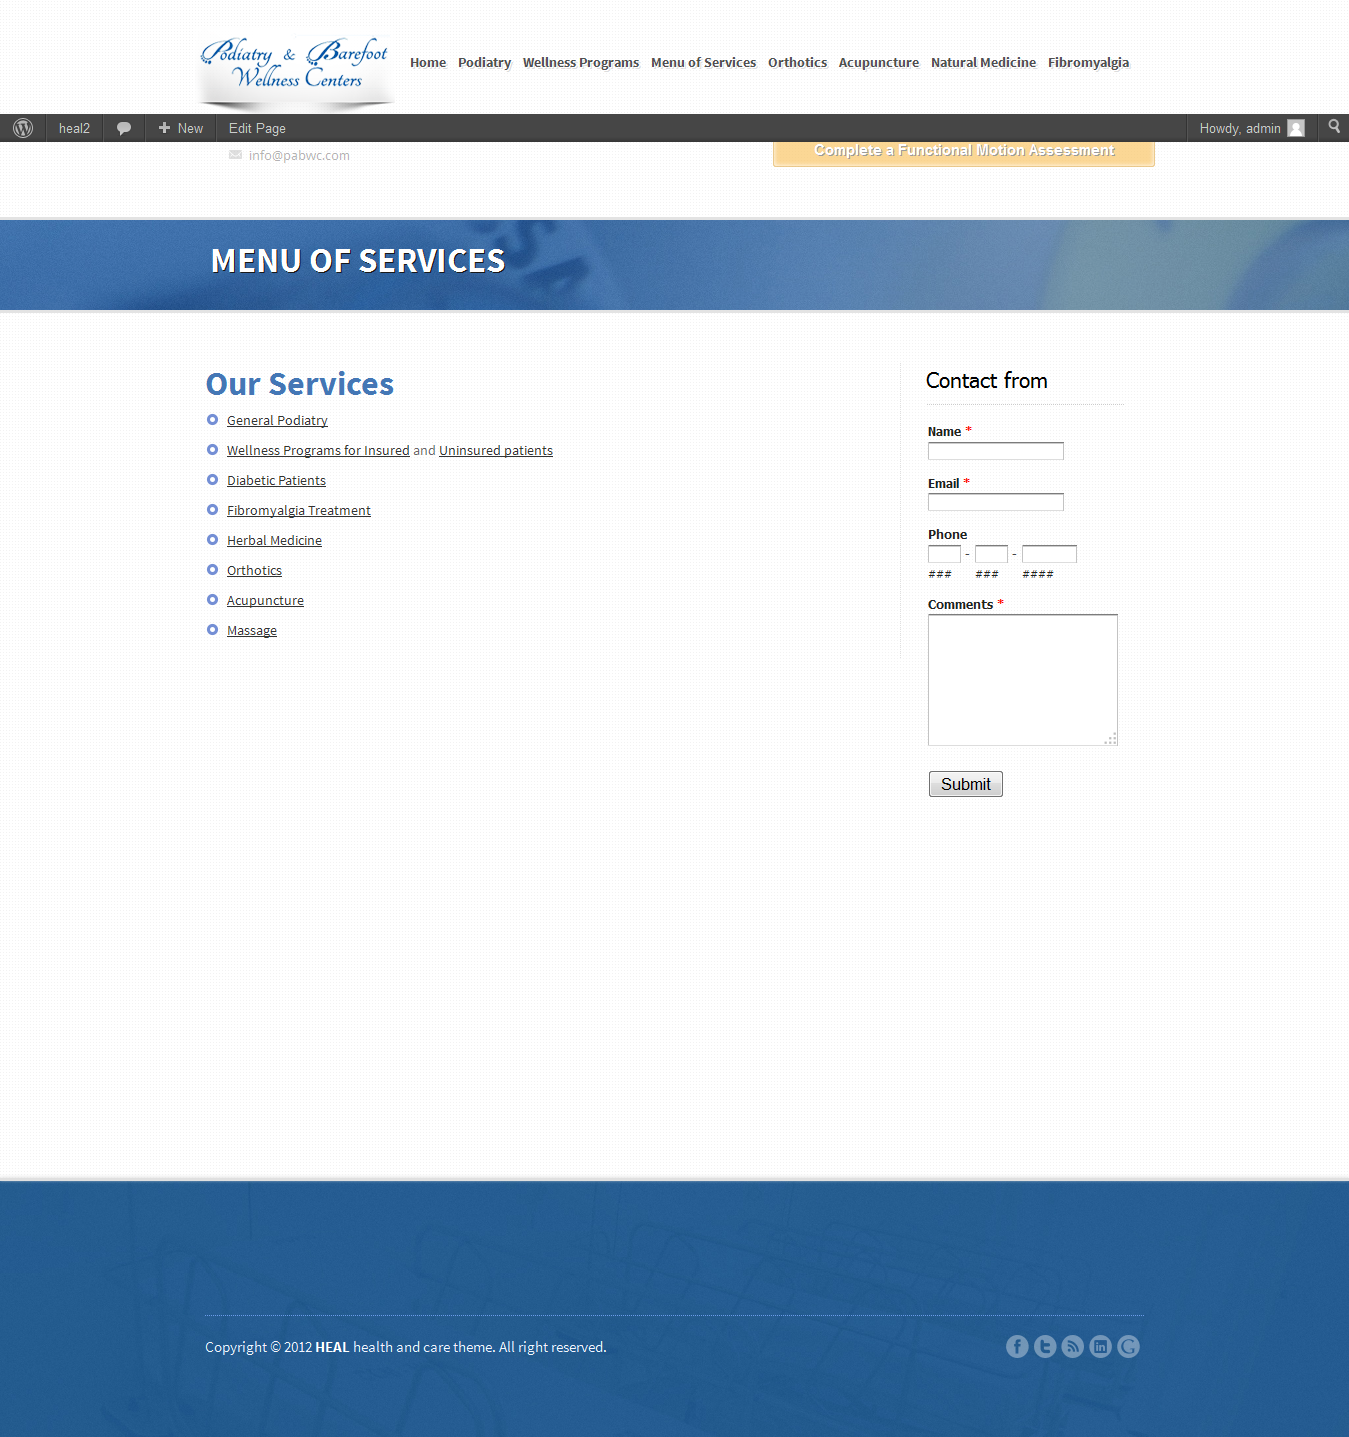 Podiatry & Barefoot
Wellness Centers
Home Podiatry Wellness Programs Menu of Services Orthotics Acupuncture Natural Medicine Fibromyalgia
heal2 New Edit Page Howdy, admin
info@pabwc.com
Complete a Functional Motion Assessment
MENU OF SERVICES
Our Services
General Podiatry
Wellness Programs for Insured and Uninsured patients
Diabetic Patients
Fibromyalgia Treatment
Herbal Medicine
Orthotics
Acupuncture
Massage
Contact from
Name *
Email *
Phone
- -
### ### ####
Comments *
Submit
Copyright © 2012 HEAL health and care theme. All right reserved.